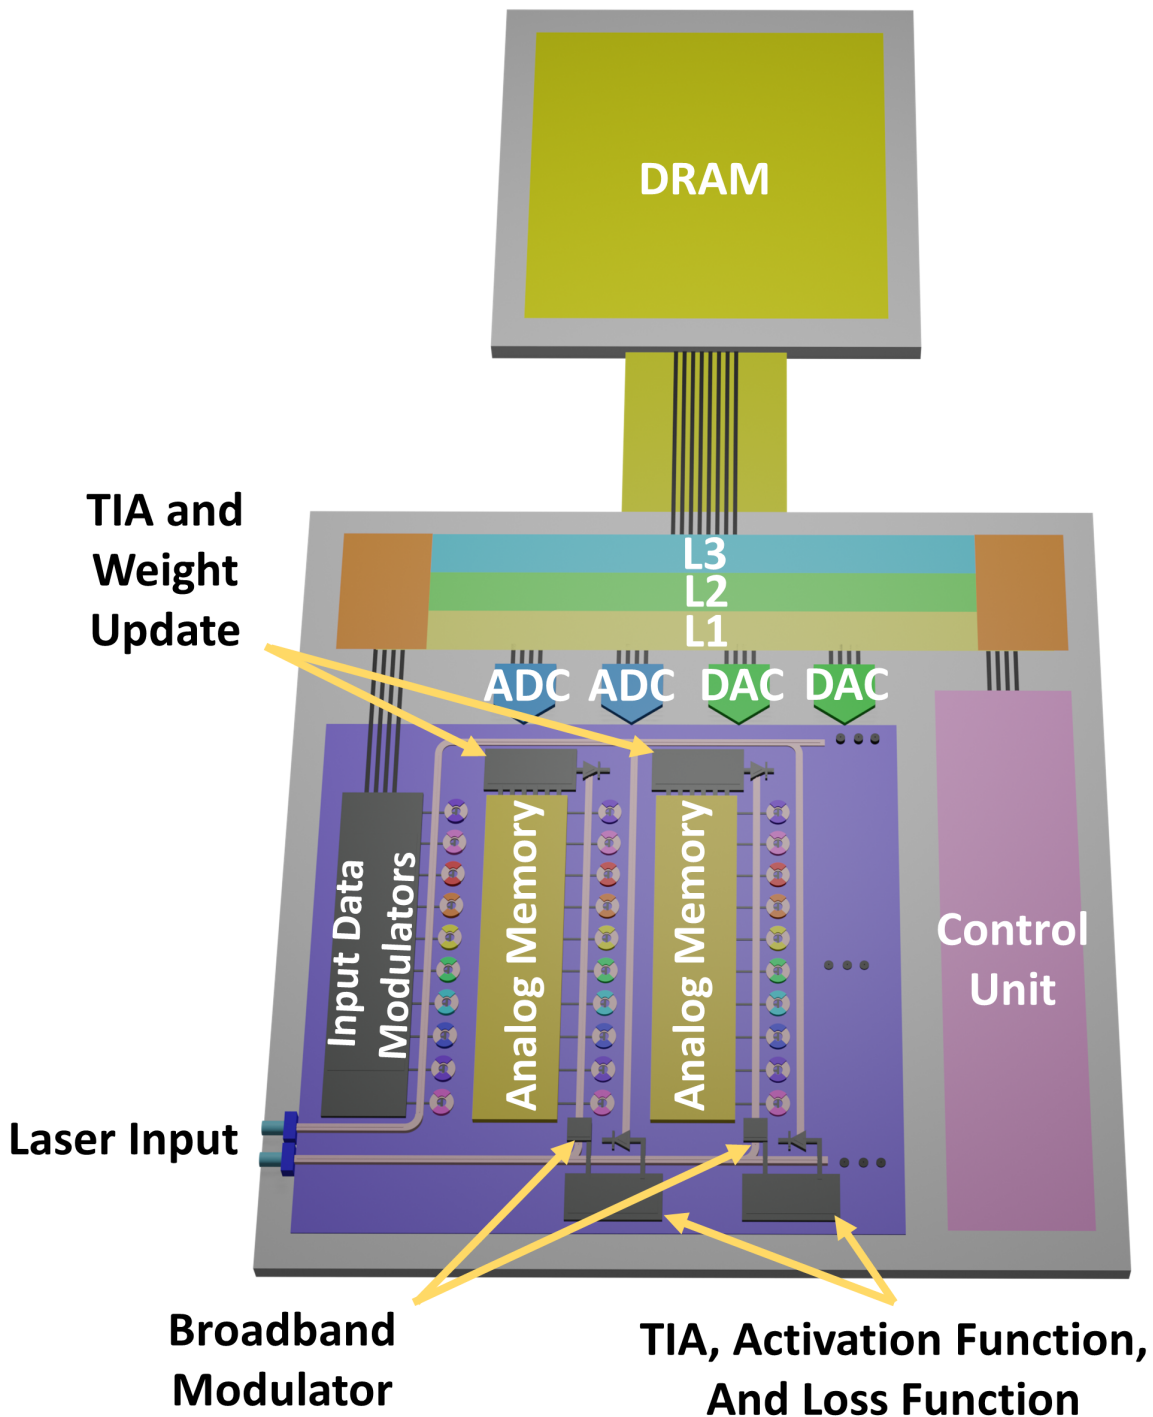 DRAM
TIA and
Weight
Update
L3
L2
L1
ADC
ADC
DAC
DAC
Input Data
Modulators
Analog Memory
Analog Memory
Control
Unit
Laser Input
Broadband
Modulator
TIA, Activation Function,
And Loss Function